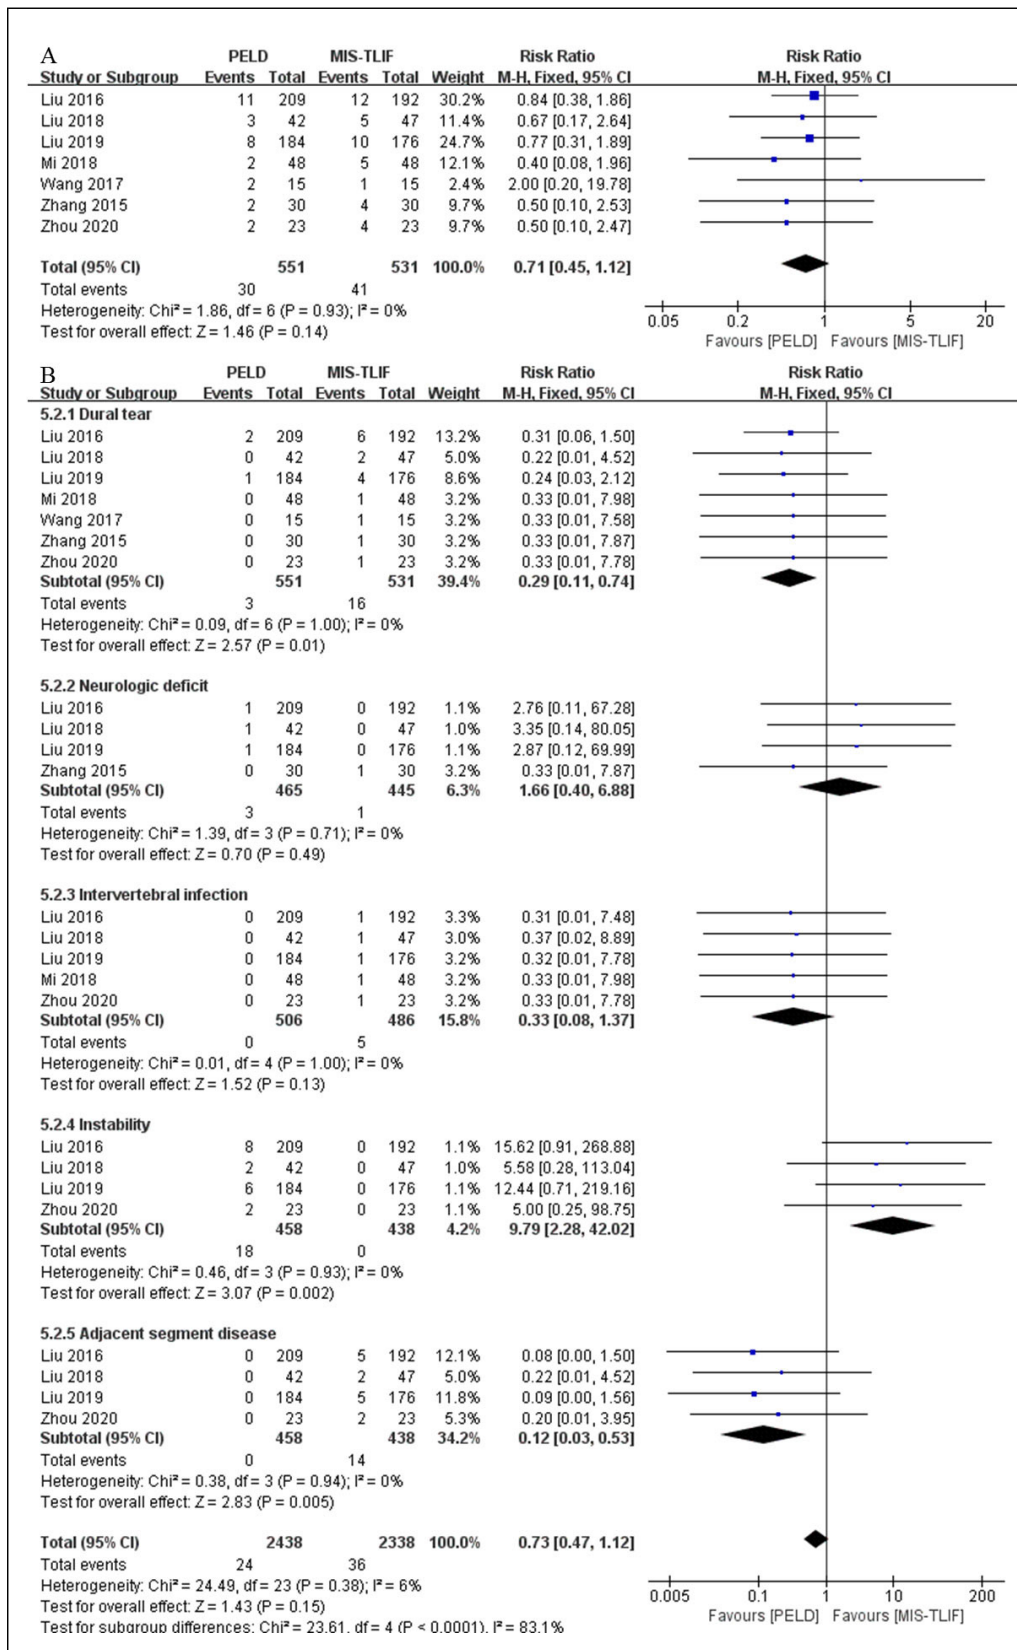 A PELD MIS-TLIF Risk Ratio Risk Ratio
Study or Subgroup Events Total Events Total Weight M-H, Fixed, 95% CI M-H, Fixed, 95% CI
Liu 2016 11 209 12 192 30.2% 0.84 [0.38, 1.86]
Liu 2018 3 42 5 47 11.4% 0.67 [0.17, 2.64]
Liu 2019 8 184 10 176 24.7% 0.77 [0.31, 1.89]
Mi 2018 2 48 5 48 12.1% 0.40 [0.08, 1.96]
Wang 2017 2 15 1 15 2.4% 2.00 [0.20, 19.78]
Zhang 2015 2 30 4 30 9.7% 0.50 [0.10, 2.53]
Zhou 2020 2 23 4 23 9.7% 0.50 [0.10, 2.47]
Total (95% CI) 551 531 100.0% 0.71 [0.45, 1.12]
Total events 30 41
Heterogeneity: Chi² = 1.86, df = 6 (P = 0.93); I² = 0%
Test for overall effect: Z = 1.46 (P = 0.14)
0.05 0.2 1 5 20
Favours [PELD] Favours [MIS-TLIF]
B PELD MIS-TLIF Risk Ratio Risk Ratio
Study or Subgroup Events Total Events Total Weight M-H, Fixed, 95% CI M-H, Fixed, 95% CI
5.2.1 Dural tear
Liu 2016 2 209 6 192 13.2% 0.31 [0.06, 1.50]
Liu 2018 0 42 2 47 5.0% 0.22 [0.01, 4.52]
Liu 2019 1 184 4 176 8.6% 0.24 [0.03, 2.12]
Mi 2018 0 48 1 48 3.2% 0.33 [0.01, 7.98]
Wang 2017 0 15 1 15 3.2% 0.33 [0.01, 7.58]
Zhang 2015 0 30 1 30 3.2% 0.33 [0.01, 7.87]
Zhou 2020 0 23 1 23 3.2% 0.33 [0.01, 7.78]
Subtotal (95% CI) 551 531 39.4% 0.29 [0.11, 0.74]
Total events 3 16
Heterogeneity: Chi² = 0.09, df = 6 (P = 1.00); I² = 0%
Test for overall effect: Z = 2.57 (P = 0.01)
5.2.2 Neurologic deficit
Liu 2016 1 209 0 192 1.1% 2.76 [0.11, 67.28]
Liu 2018 1 42 0 47 1.0% 3.35 [0.14, 80.05]
Liu 2019 1 184 0 176 1.1% 2.87 [0.12, 69.99]
Zhang 2015 0 30 1 30 3.2% 0.33 [0.01, 7.87]
Subtotal (95% CI) 465 445 6.3% 1.66 [0.40, 6.88]
Total events 3 1
Heterogeneity: Chi² = 1.39, df = 3 (P = 0.71); I² = 0%
Test for overall effect: Z = 0.70 (P = 0.49)
5.2.3 Intervertebral infection
Liu 2016 0 209 1 192 3.3% 0.31 [0.01, 7.48]
Liu 2018 0 42 1 47 3.0% 0.37 [0.02, 8.89]
Liu 2019 0 184 1 176 3.2% 0.32 [0.01, 7.78]
Mi 2018 0 48 1 48 3.2% 0.33 [0.01, 7.98]
Zhou 2020 0 23 1 23 3.2% 0.33 [0.01, 7.78]
Subtotal (95% CI) 506 486 15.8% 0.33 [0.08, 1.37]
Total events 0 5
Heterogeneity: Chi² = 0.01, df = 4 (P = 1.00); I² = 0%
Test for overall effect: Z = 1.52 (P = 0.13)
5.2.4 Instability
Liu 2016 8 209 0 192 1.1% 15.62 [0.91, 268.88]
Liu 2018 2 42 0 47 1.0% 5.58 [0.28, 113.04]
Liu 2019 6 184 0 176 1.1% 12.44 [0.71, 219.16]
Zhou 2020 2 23 0 23 1.1% 5.00 [0.25, 98.75]
Subtotal (95% CI) 458 438 4.2% 9.79 [2.28, 42.02]
Total events 18 0
Heterogeneity: Chi² = 0.46, df = 3 (P = 0.93); I² = 0%
Test for overall effect: Z = 3.07 (P = 0.002)
5.2.5 Adjacent segment disease
Liu 2016 0 209 5 192 12.1% 0.08 [0.00, 1.50]
Liu 2018 0 42 2 47 5.0% 0.22 [0.01, 4.52]
Liu 2019 0 184 5 176 11.8% 0.09 [0.00, 1.56]
Zhou 2020 0 23 2 23 5.3% 0.20 [0.01, 3.95]
Subtotal (95% CI) 458 438 34.2% 0.12 [0.03, 0.53]
Total events 0 14
Heterogeneity: Chi² = 0.38, df = 3 (P = 0.94); I² = 0%
Test for overall effect: Z = 2.83 (P = 0.005)
Total (95% CI) 2438 2338 100.0% 0.73 [0.47, 1.12]
Total events 24 36
Heterogeneity: Chi² = 24.49, df = 23 (P = 0.38); I² = 6%
Test for overall effect: Z = 1.43 (P = 0.15)
Test for subgroup differences: Chi² = 23.61, df = 4 (P < 0.0001), I² = 83.1%
0.005 0.1 1 10 200
Favours [PELD] Favours [MIS-TLIF]